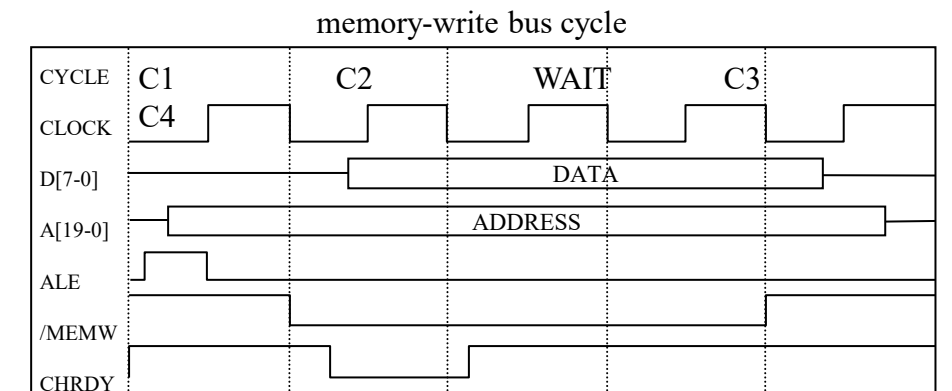 memory-write bus cycle
CYCLE C1 C2 WAIT C3
C4
CLOCK
D[7-0] DATA
A[19-0] ADDRESS
ALE
/MEMW
CHRDY